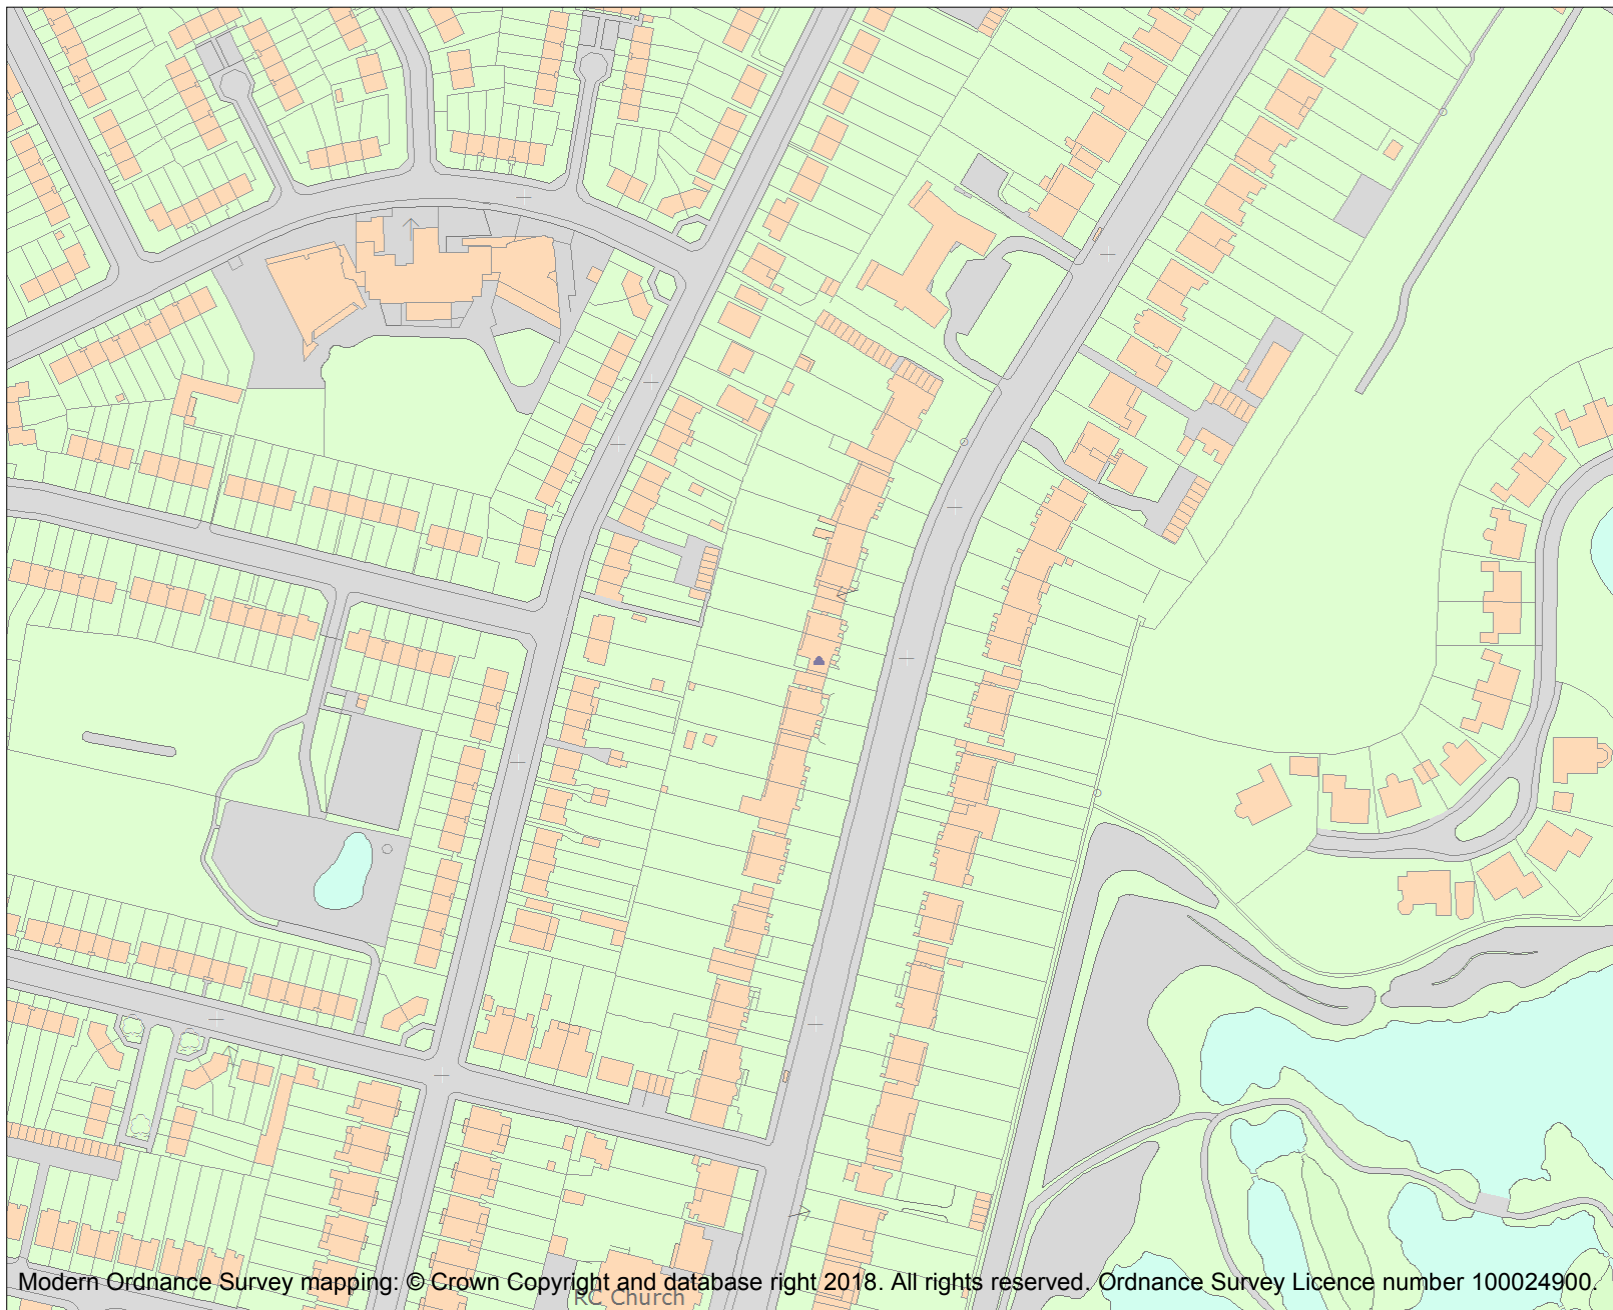 Modern Ordnance Survey mapping: © Crown Copyright and database right 2018. All rights reserved. Ordnance Survey Licence number 100024900.
RC Church